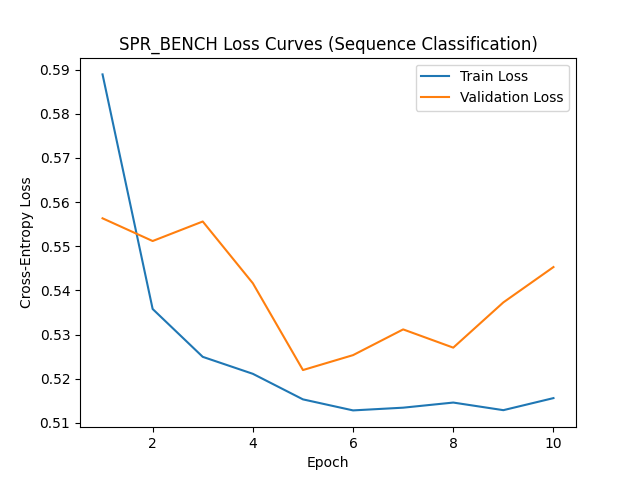 SPR_BENCH Loss Curves (Sequence Classification)
Train Loss
Validation Loss
Cross-Entropy Loss
0.59
0.58
0.57
0.56
0.55
0.54
0.53
0.52
0.51
2 4 6 8 10
Epoch